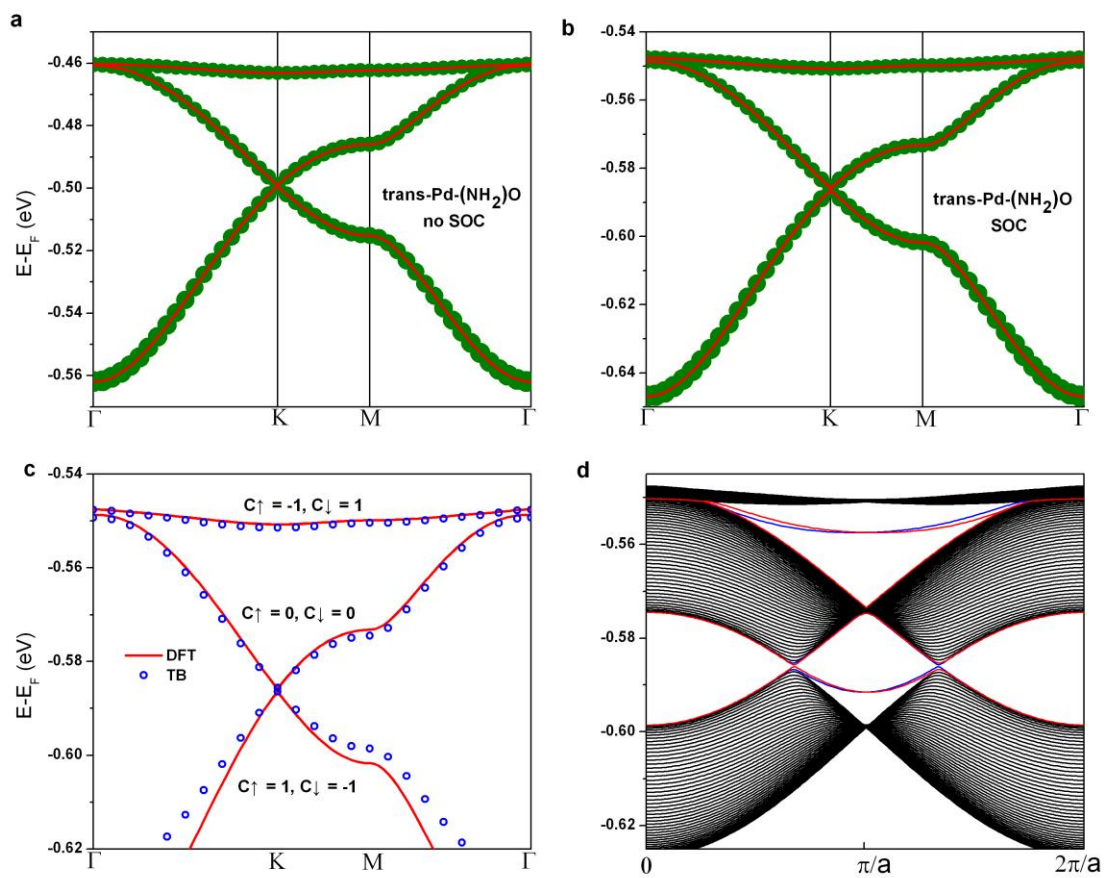 a
-0.46
-0.48
-0.50
-0.52
-0.54
-0.56
E-E_F (eV)
trans-Pd-(NH₂)O
no SOC
Γ K M Γ
b
-0.54
-0.56
-0.58
-0.60
-0.62
-0.64
trans-Pd-(NH₂)O
SOC
Γ K M Γ
c
-0.54
-0.56
-0.58
-0.60
-0.62
E-E_F (eV)
C↑ = -1, C↓ = 1
C↑ = 0, C↓ = 0
DFT
TB
C↑ = 1, C↓ = -1
Γ K M Γ
d
-0.56
-0.58
-0.60
-0.62
0 π/a 2π/a